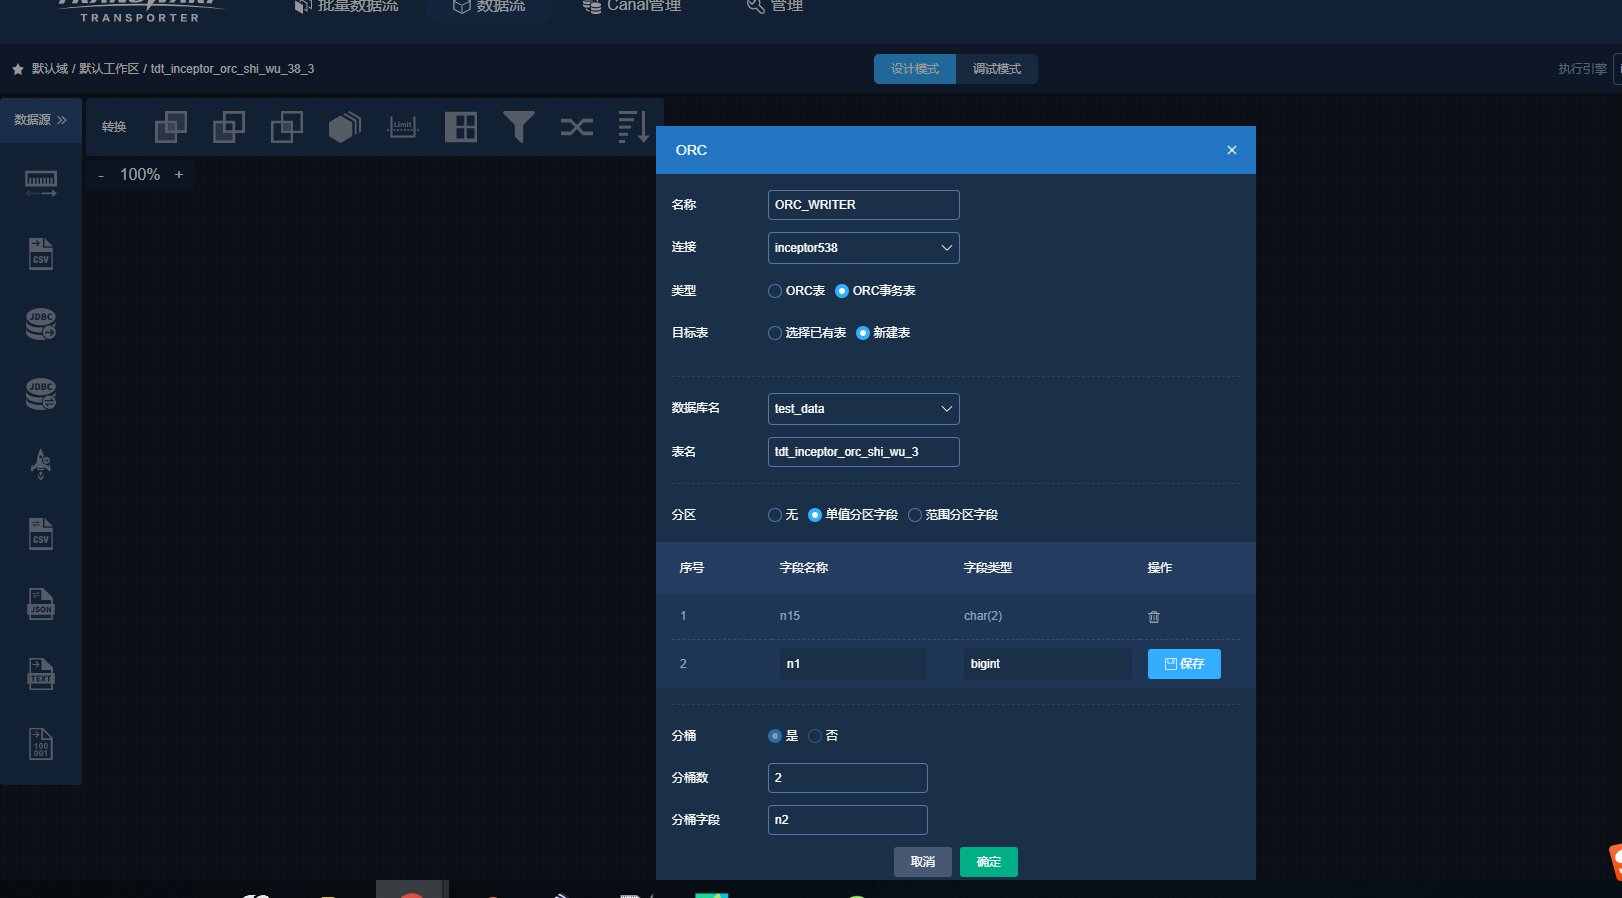 TRANSPORTER
批量数据流 数据流 Canal管理 管理
默认域 / 默认工作区 / tdt_inceptor_orc_shi_wu_38_3
设计模式 调试模式
执行引擎
数据源
转换
Limit
- 100% +
CSV
JDBC
JDBC
CSV
JSON
TEXT
100
001
ORC
名称 ORC_WRITER
连接 inceptor538
类型 ORC表 ORC事务表
目标表 选择已有表 新建表
数据库名 test_data
表名 tdt_inceptor_orc_shi_wu_3
分区 无 单值分区字段 范围分区字段
序号 字段名称 字段类型 操作
1 n15 char(2)
2 n1 bigint 保存
分桶 是 否
分桶数 2
分桶字段 n2
取消 确定